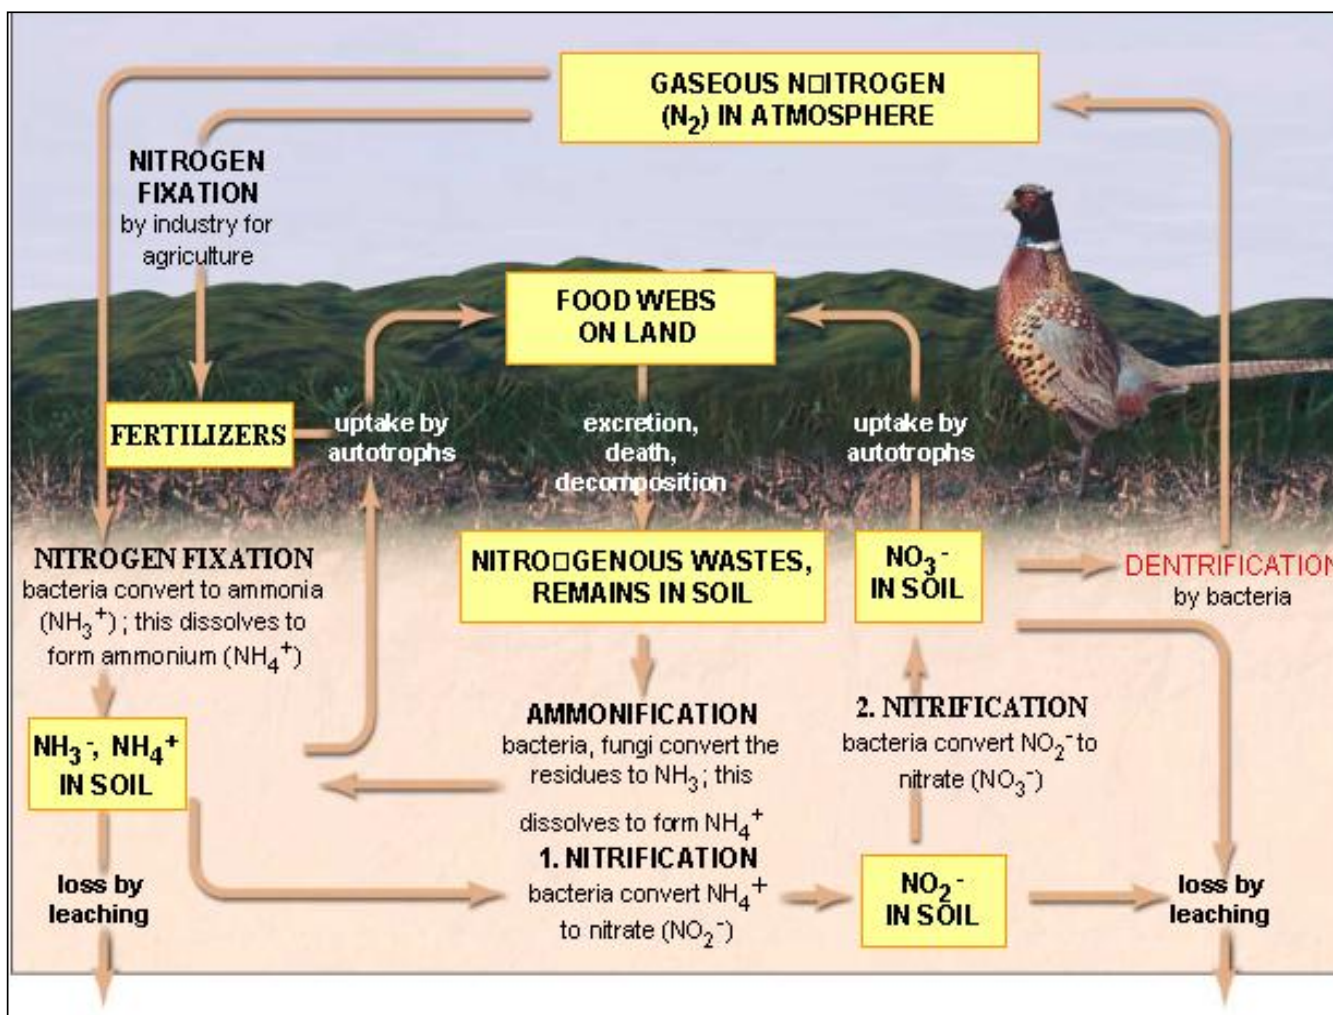 GASEOUS N□ITROGEN
(N₂) IN ATMOSPHERE
NITROGEN
FIXATION
by industry for
agriculture
FOOD WEBS
ON LAND
FERTILIZERS
uptake by
autotrophs
excretion,
death,
decomposition
uptake by
autotrophs
NITROGEN FIXATION
bacteria convert to ammonia
(NH₃⁺) ; this dissolves to
form ammonium (NH₄⁺)
NITRO□GENOUS WASTES,
REMAINS IN SOIL
NO₃⁻
IN SOIL
DENTRIFICATION
by bacteria
NH₃⁻, NH₄⁺
IN SOIL
AMMONIFICATION
bacteria, fungi convert the
residues to NH₃ ; this
dissolves to form NH₄⁺
2. NITRIFICATION
bacteria convert NO₂⁻ to
nitrate (NO₃⁻)
loss by
leaching
1. NITRIFICATION
bacteria convert NH₄⁺
to nitrate (NO₂⁻)
NO₂⁻
IN SOIL
loss by
leaching